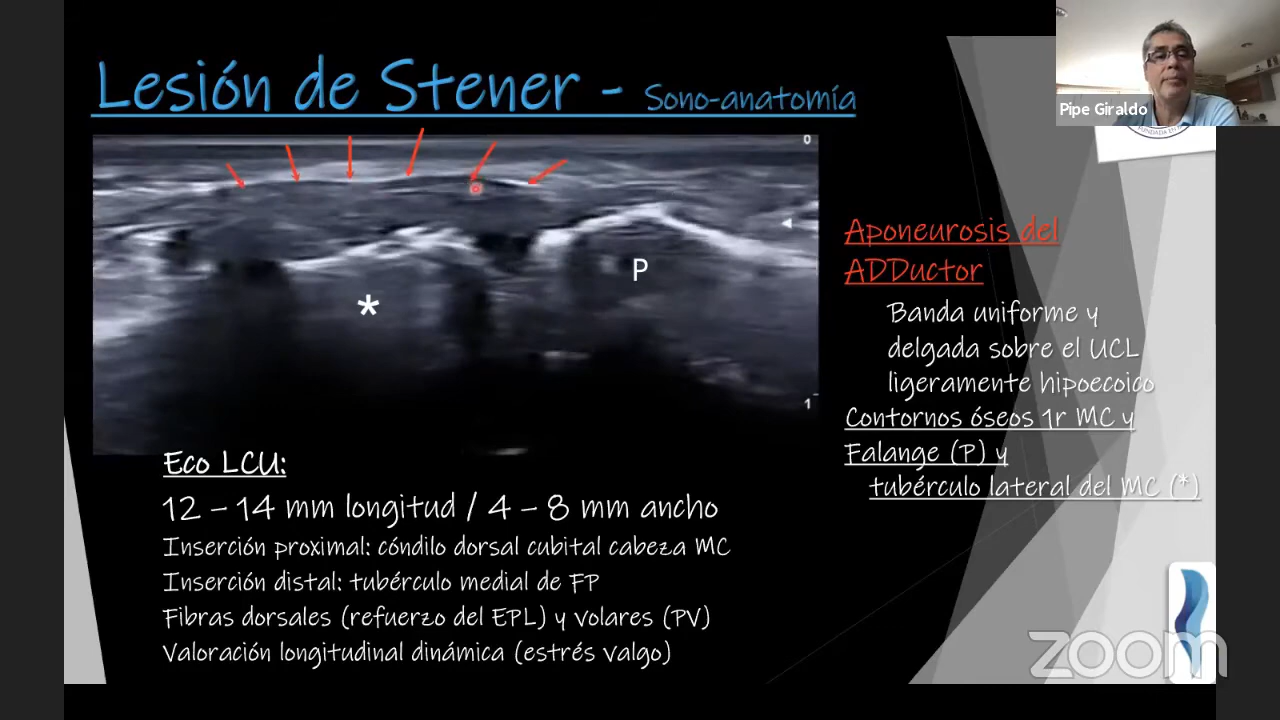 Lesión de Stener - Sono-anatomía
Pipe Giraldo
0
P
*
1
Aponeurosis del
ADDuctor
Banda uniforme y
delgada sobre el UCL
ligeramente hipoecoico
Contornos óseos 1r MC y
Falange (P) y
tubérculo lateral del MC (*)
Eco LCU:
12 – 14 mm longitud / 4 – 8 mm ancho
Inserción proximal: cóndilo dorsal cubital cabeza MC
Inserción distal: tubérculo medial de FP
Fibras dorsales (refuerzo del EPL) y volares (PV)
Valoración longitudinal dinámica (estrés valgo)
zoom